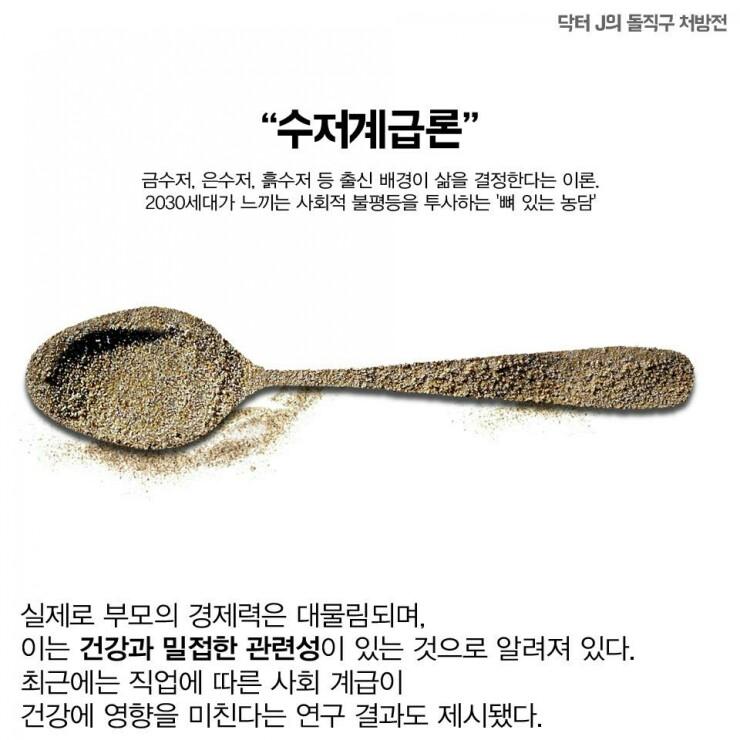 닥터 J의 돌직구 처방전
“수저계급론”
금수저, 은수저, 흙수저 등 출신 배경이 삶을 결정한다는 이론.
2030세대가 느끼는 사회적 불평등을 투사하는 '뼈 있는 농담'
실제로 부모의 경제력은 대물림되며,
이는 건강과 밀접한 관련성이 있는 것으로 알려져 있다.
최근에는 직업에 따른 사회 계급이
건강에 영향을 미친다는 연구 결과도 제시됐다.